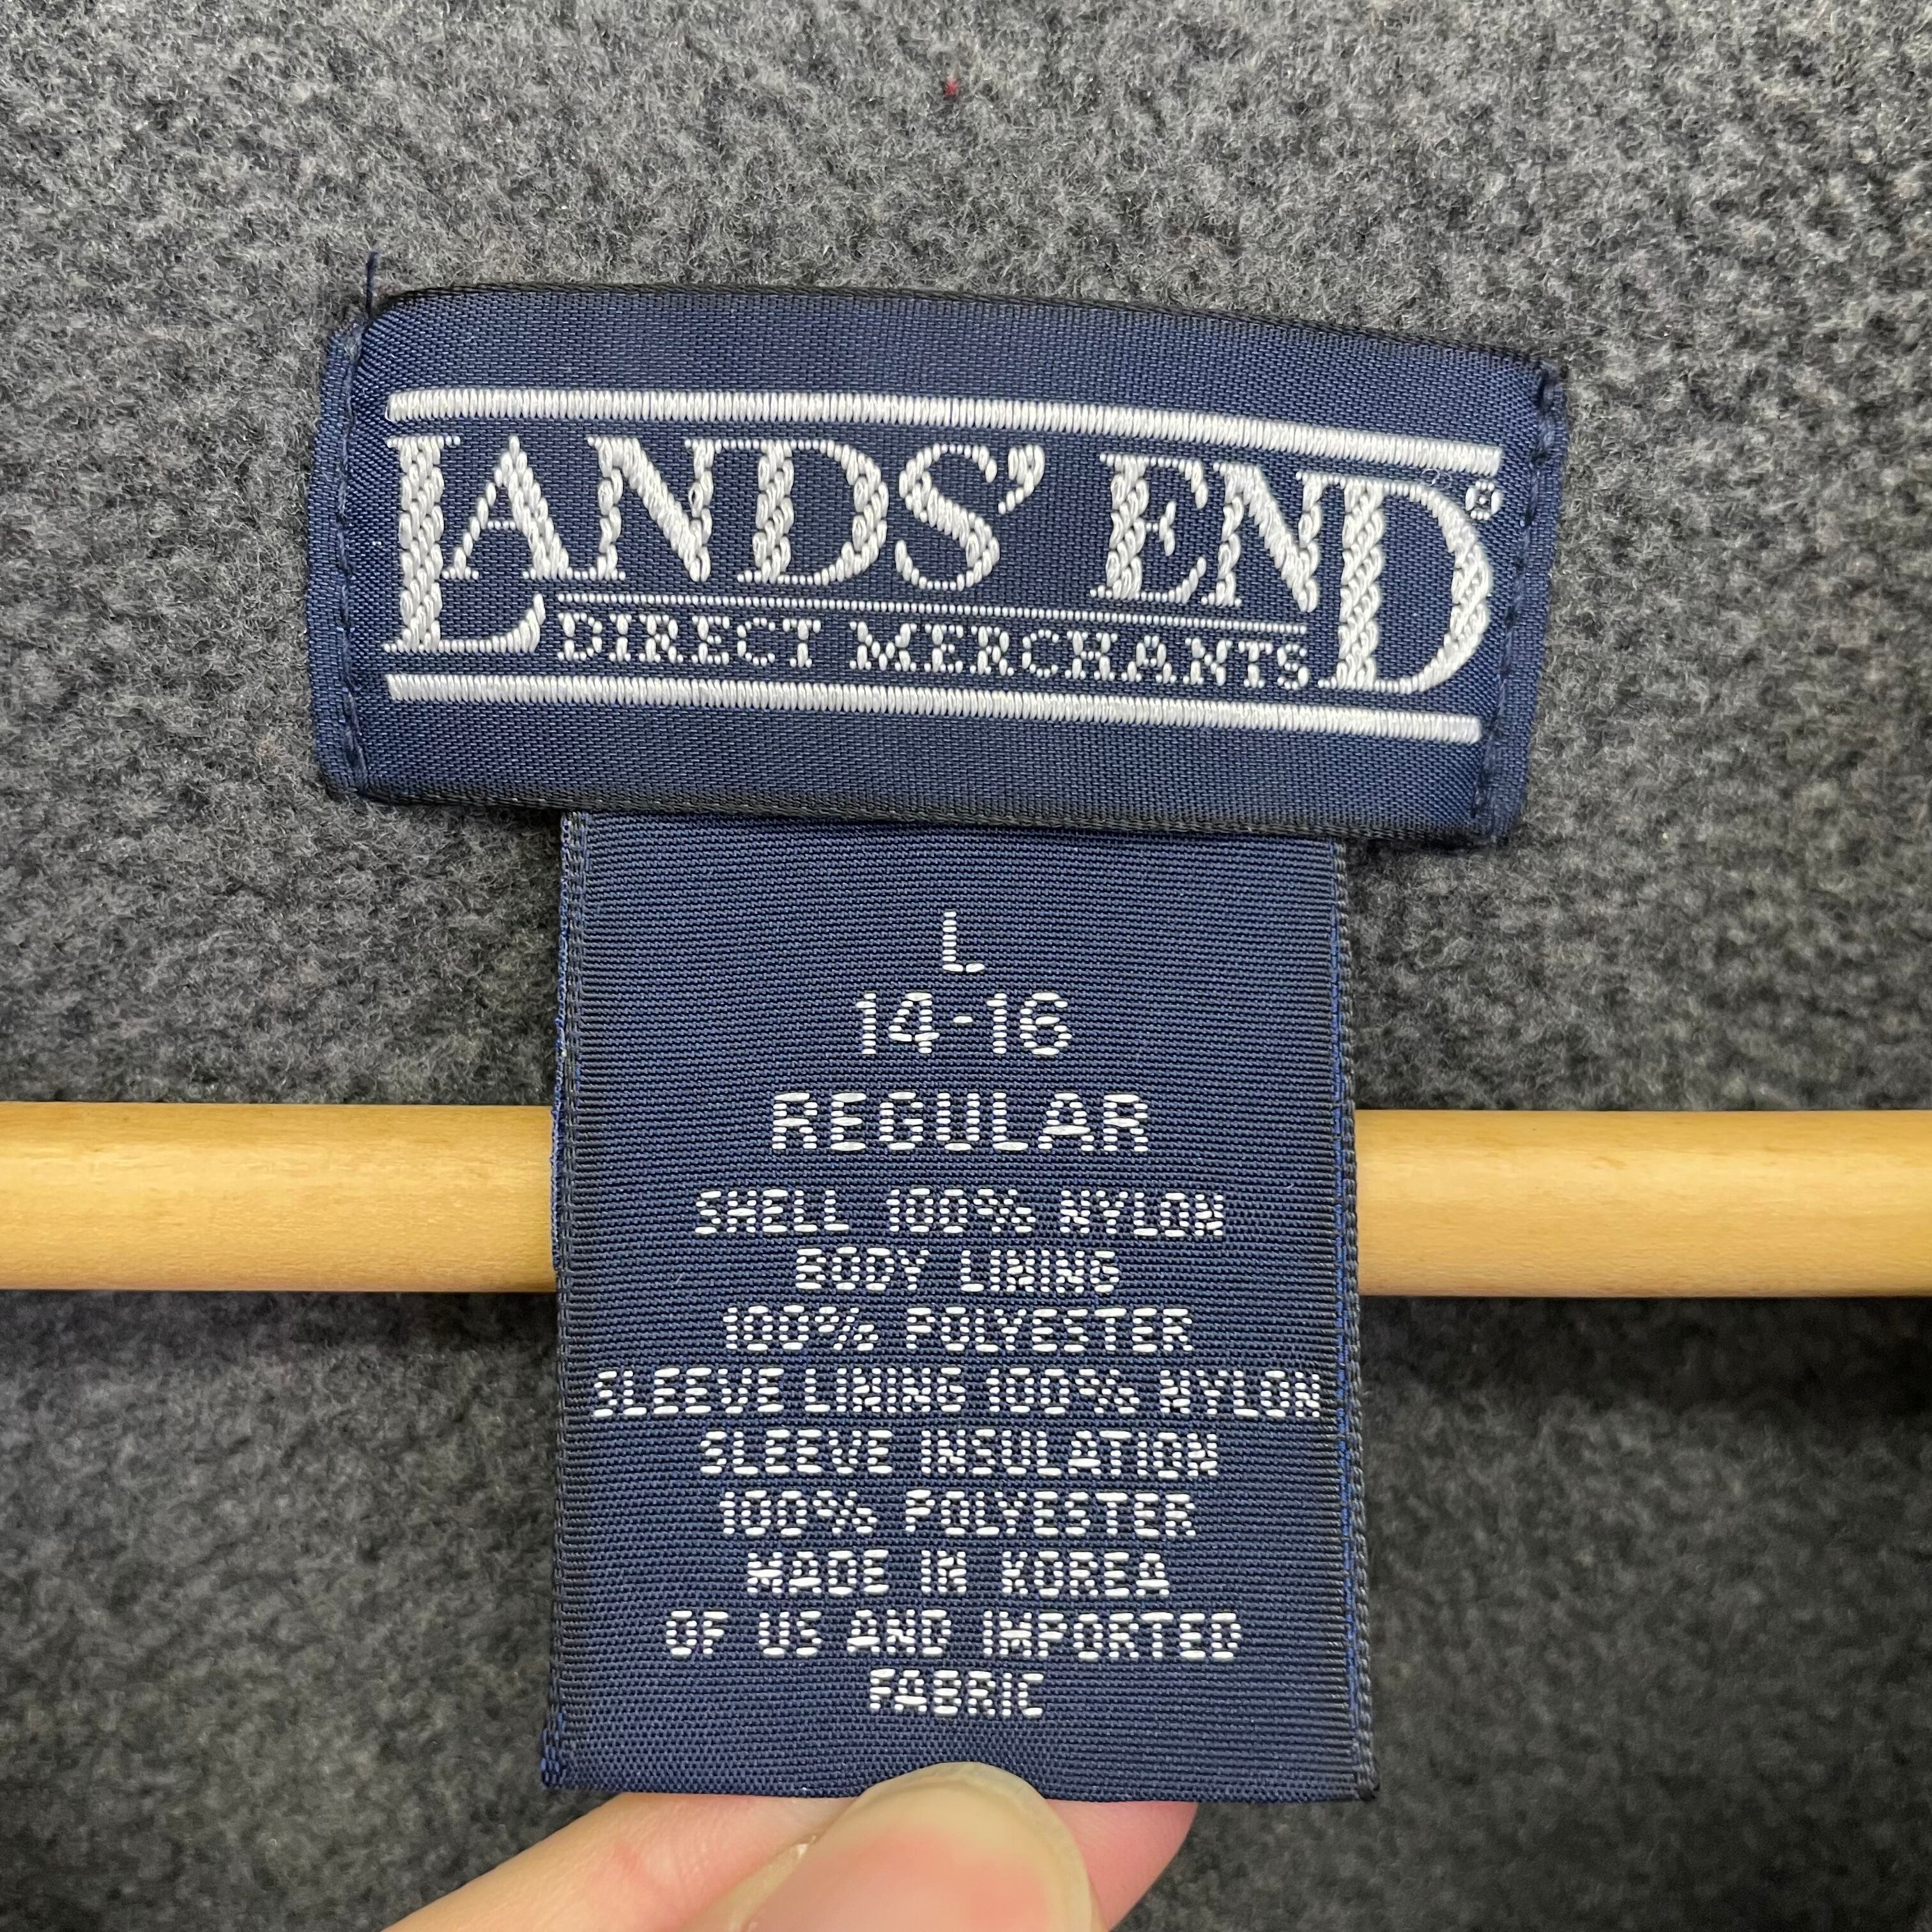 LANDS' END®
DIRECT MERCHANTS
L
14-16
REGULAR
SHELL 100% NYLON
BODY LINING
100% POLYESTER
SLEEVE LINING 100% NYLON
SLEEVE INSULATION
100% POLYESTER
MADE IN KOREA
OF US AND IMPORTED
FABRIC